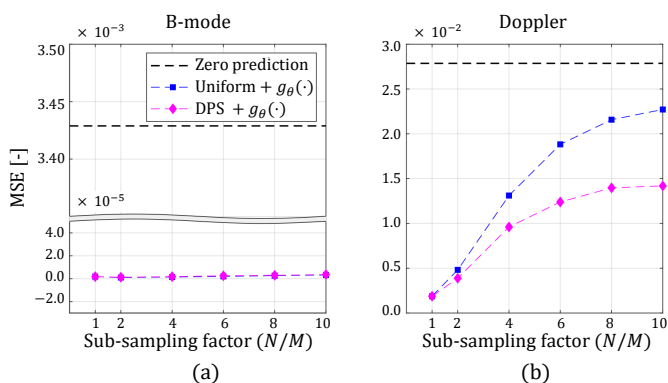 B-mode
× 10⁻³
3.50
3.45
3.40
× 10⁻⁵
4.0
2.0
0.0
−2.0
MSE [-]
Zero prediction
Uniform + g_θ(·)
DPS + g_θ(·)
1 2 4 6 8 10
Sub-sampling factor (N/M)
(a)
Doppler
× 10⁻²
3.0
2.5
2.0
1.5
1.0
0.5
0.0
1 2 4 6 8 10
Sub-sampling factor (N/M)
(b)